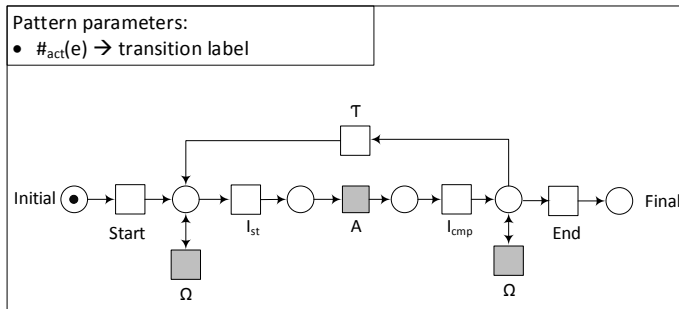 Pattern parameters:
• #act(e) → transition label
Ƭ
Initial
Final
Start
Ist
A
Icmp
End
Ω
Ω